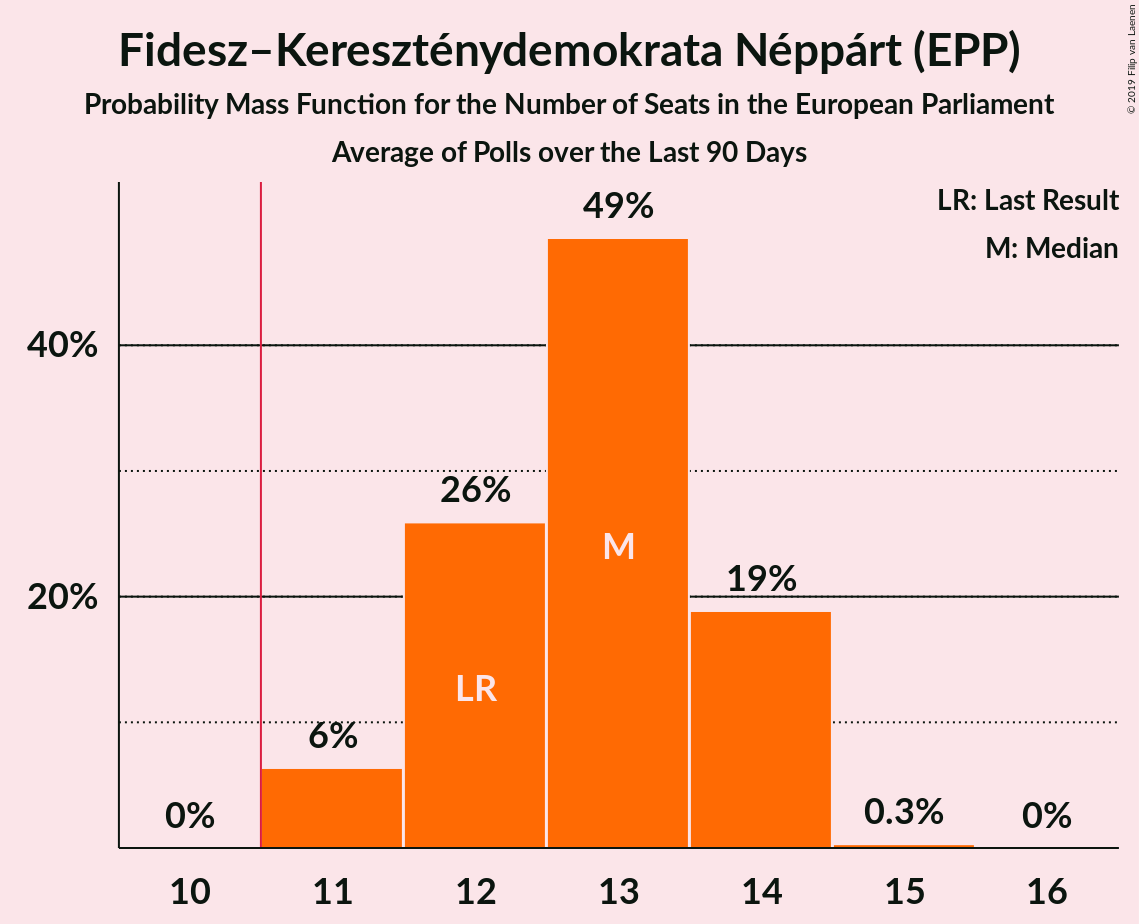 Fidesz–Kereszténydemokrata Néppárt (EPP)
Probability Mass Function for the Number of Seats in the European Parliament
Average of Polls over the Last 90 Days
© 2019 Filip van Laenen
LR: Last Result
M: Median
40%
20%
0%
6%
26%
49%
19%
0.3%
0%
LR
M
10
11
12
13
14
15
16